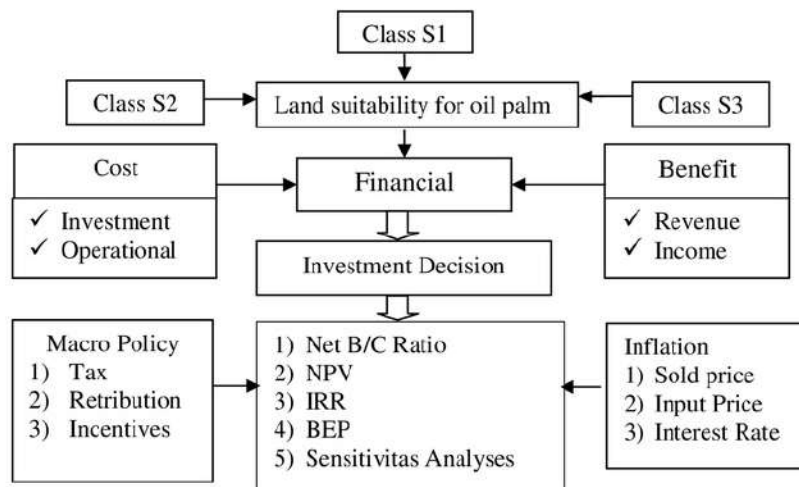 Class S1
Class S2
Land suitability for oil palm
Class S3
Cost
✓ Investment
✓ Operational
Financial
Benefit
✓ Revenue
✓ Income
Investment Decision
Macro Policy
1) Tax
2) Retribution
3) Incentives
1) Net B/C Ratio
2) NPV
3) IRR
4) BEP
5) Sensitivitas Analyses
Inflation
1) Sold price
2) Input Price
3) Interest Rate